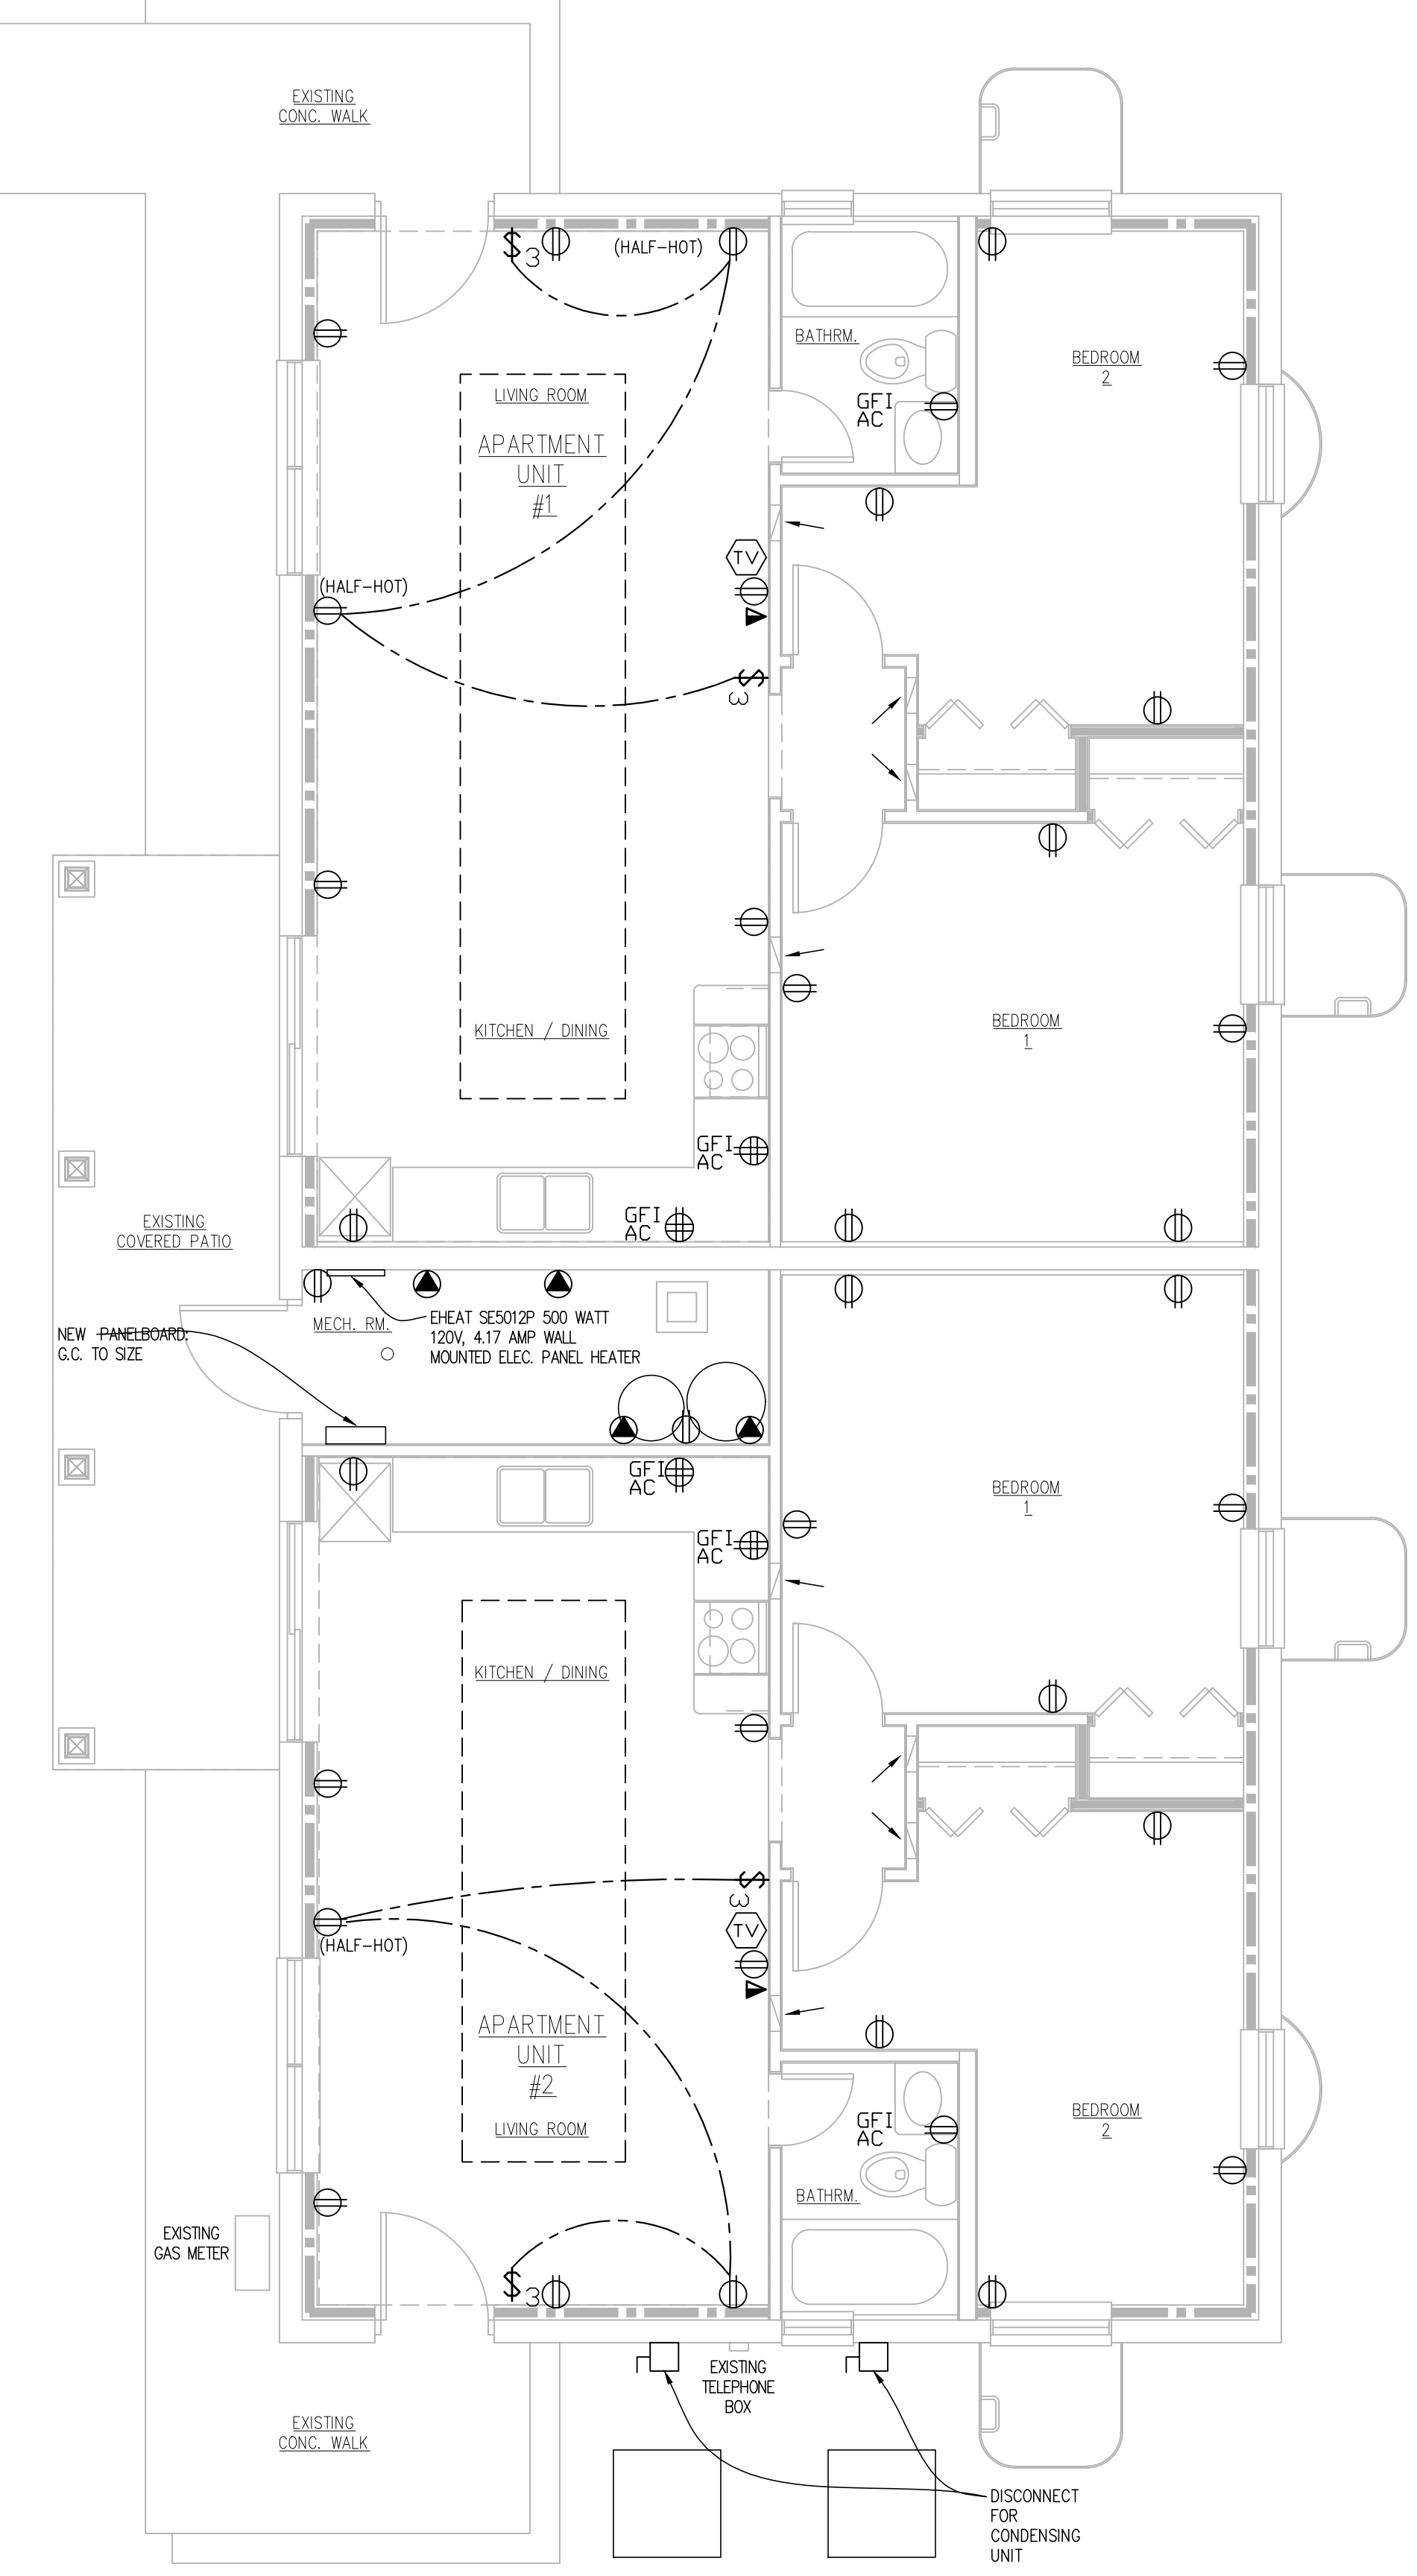 EXISTING
CONC. WALK
$
3
(HALF-HOT)
BATHRM.
BEDROOM
2
LIVING ROOM
GFI
AC
APARTMENT
UNIT
#1
TV
(HALF-HOT)
$
3
KITCHEN / DINING
BEDROOM
1
GFI
AC
EXISTING
COVERED PATIO
GFI
AC
MECH. RM.
EHEAT SE5012P 500 WATT
120V, 4.17 AMP WALL
MOUNTED ELEC. PANEL HEATER
NEW PANELBOARD:
G.C. TO SIZE
GFI
AC
BEDROOM
1
GFI
AC
KITCHEN / DINING
$
3
TV
(HALF-HOT)
APARTMENT
UNIT
#2
LIVING ROOM
BEDROOM
2
GFI
AC
BATHRM.
EXISTING
GAS METER
$
3
EXISTING
TELEPHONE
BOX
EXISTING
CONC. WALK
DISCONNECT
FOR
CONDENSING
UNIT